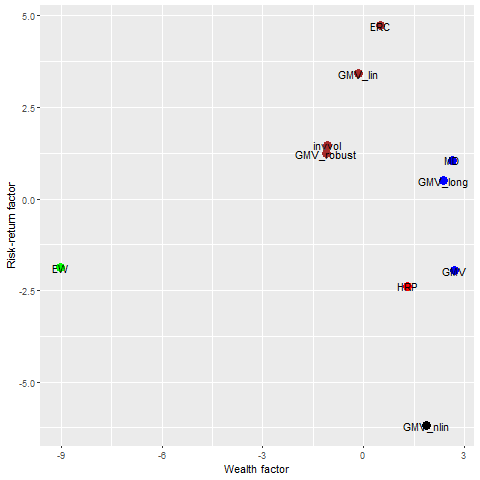 5.0
ERC
GMV_lin
2.5
invvol
GMV_robust
MD
GMV_long
0.0
Risk-return factor
EW
GMV
HRP
-2.5
-5.0
GMV_nlin
-9
-6
-3
0
3
Wealth factor